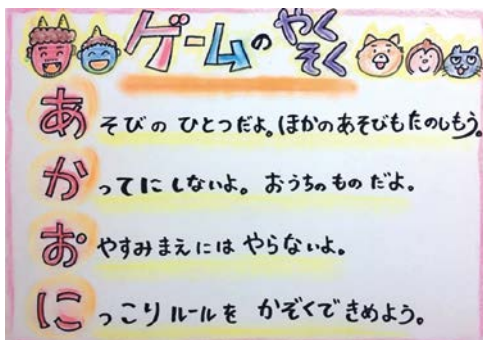 ゲームの やくそく
あそびの ひとつだよ。ほかのあそびもたのしもう。
かってに しないよ。 おうちの もの だよ。
おやすみまえには やらないよ。
にっこり ルールを かぞくで きめよう。